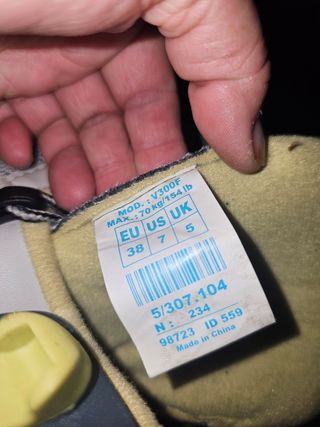 MOD.: V300F
MAX.: 70 kg/154 lb
EU US UK
38 7 5
5/307.104
N: 234
98723 ID 559
Made in China